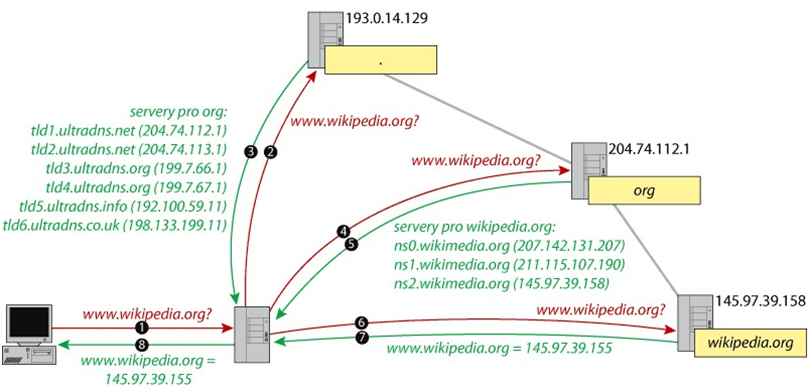 193.0.14.129
.
servery pro org:
tld1.ultradns.net (204.74.112.1)
tld2.ultradns.net (204.74.113.1)
tld3.ultradns.org (199.7.66.1)
tld4.ultradns.org (199.7.67.1)
tld5.ultradns.info (192.100.59.11)
tld6.ultradns.co.uk (198.133.199.11)
3
2
www.wikipedia.org?
www.wikipedia.org?
204.74.112.1
org
4
5
servery pro wikipedia.org:
ns0.wikimedia.org (207.142.131.207)
ns1.wikimedia.org (211.115.107.190)
ns2.wikimedia.org (145.97.39.158)
www.wikipedia.org?
1
8
www.wikipedia.org =
145.97.39.155
www.wikipedia.org?
6
7
www.wikipedia.org = 145.97.39.155
145.97.39.158
wikipedia.org